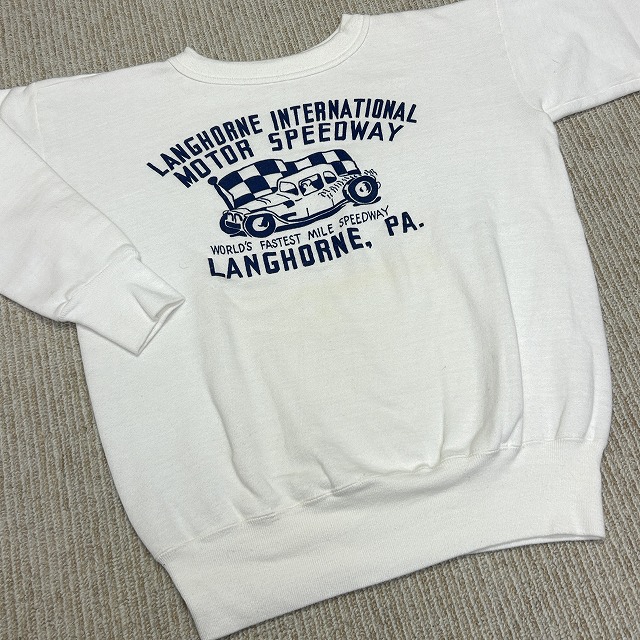 LANGHORNE INTERNATIONAL
MOTOR SPEEDWAY
WORLD'S FASTEST MILE SPEEDWAY
LANGHORNE, PA.